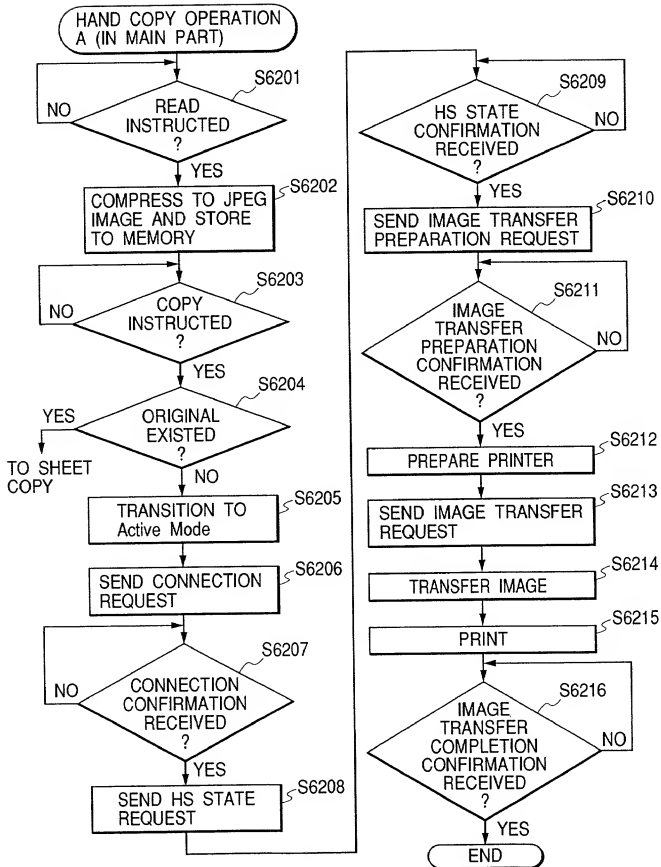 HAND COPY OPERATION
A (IN MAIN PART)
S6201
READ
INSTRUCTED
?
NO
YES
S6202
COMPRESS TO JPEG
IMAGE AND STORE
TO MEMORY
S6203
COPY
INSTRUCTED
?
NO
YES
S6204
ORIGINAL
EXISTED
?
YES
TO SHEET
COPY
NO
S6205
TRANSITION TO
Active Mode
S6206
SEND CONNECTION
REQUEST
S6207
CONNECTION
CONFIRMATION
RECEIVED
?
NO
YES
S6208
SEND HS STATE
REQUEST
S6209
HS STATE
CONFIRMATION
RECEIVED
?
NO
YES
S6210
SEND IMAGE TRANSFER
PREPARATION REQUEST
S6211
IMAGE
TRANSFER
PREPARATION
CONFIRMATION
RECEIVED
?
NO
YES
S6212
PREPARE PRINTER
S6213
SEND IMAGE TRANSFER
REQUEST
S6214
TRANSFER IMAGE
S6215
PRINT
S6216
IMAGE
TRANSFER
COMPLETION
CONFIRMATION
RECEIVED
?
NO
YES
END